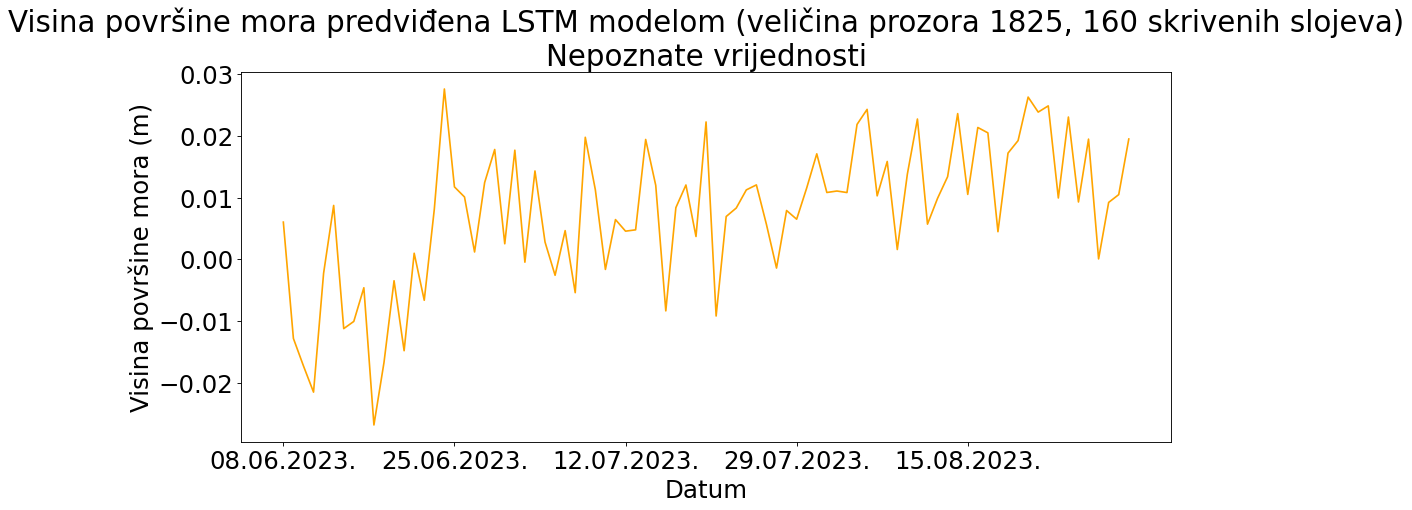 Visina površine mora predviđena LSTM modelom (veličina prozora 1825, 160 skrivenih slojeva)
Nepoznate vrijednosti
0.03
0.02
0.01
0.00
−0.01
−0.02
Visina površine mora (m)
08.06.2023. 25.06.2023. 12.07.2023. 29.07.2023. 15.08.2023.
Datum